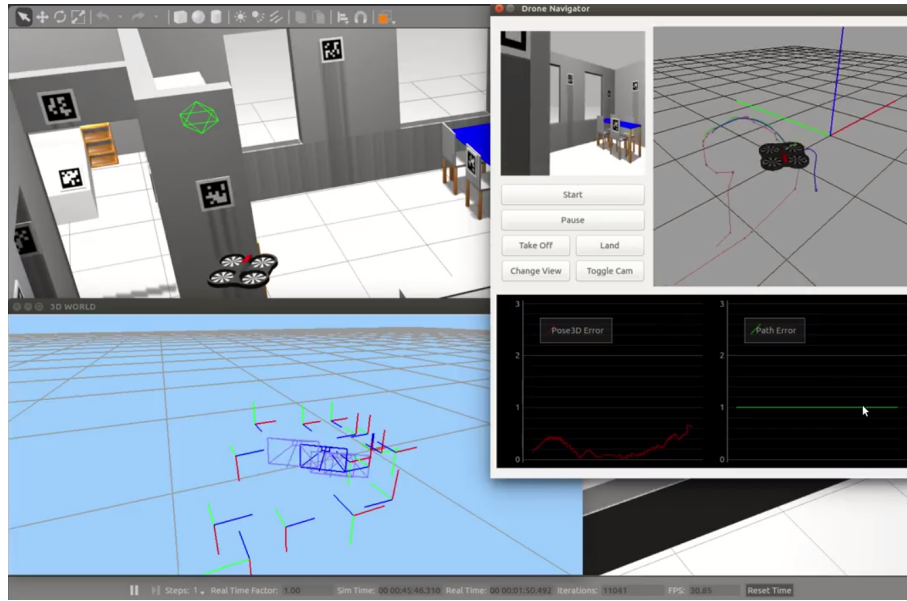 Drone Navigator
Start
Pause
Take Off
Land
Change View
Toggle Cam
3D WORLD
3
2
1
0
Pose3D Error
3
2
1
0
Path Error
Steps: 1
Real Time Factor: 1.00
Sim Time: 00 00:45:46.310
Real Time: 00 00:01:50.492
Iterations: 11041
FPS: 30.85
Reset Time